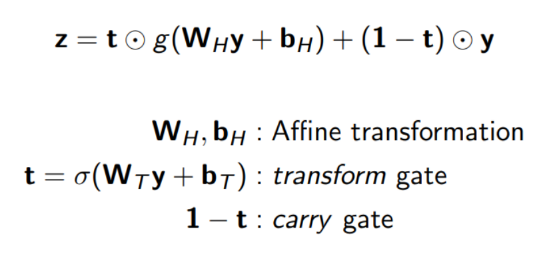 z = t ⊙ g(W_H y + b_H) + (1 − t) ⊙ y
W_H, b_H : Affine transformation
t = σ(W_T y + b_T) : transform gate
1 − t : carry gate